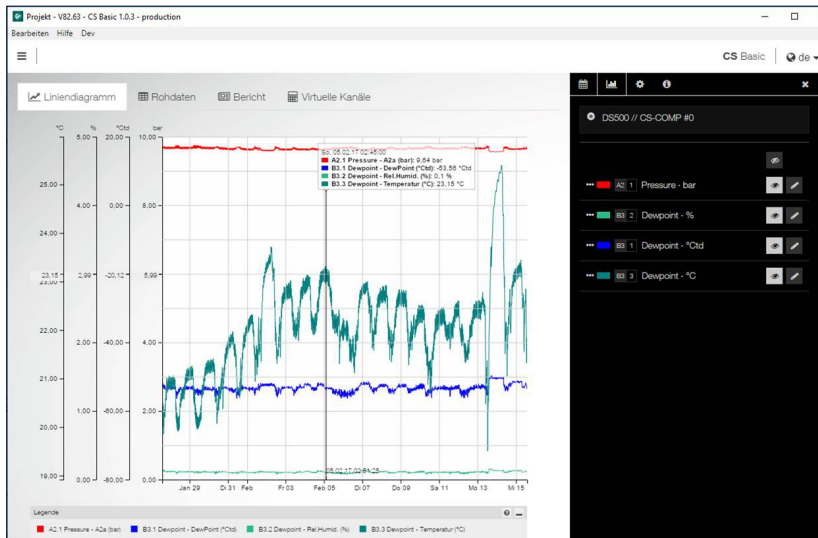 Projekt - V82.63 - CS Basic 1.0.3 - production
Bearbeiten Hilfe Dev
CS Basic de
Liniendiagramm Rohdaten Bericht Virtuelle Kanäle
DS500 // CS-COMP #0
°C % °Ctd bar
5,00 20,00 10,00
25,00 4,00 0,00 8,00
24,00
23,15 2,99 -20,12 5,99
23,00
22,00 2,00 -40,00 4,00
21,00
1,00 -60,00 2,00
20,00
19,00 0,00 -80,00 0,00
So, 05.02.17 02:45:00
A2.1 Pressure - A2a (bar): 9,64 bar
B3.1 Dewpoint - DewPoint (°Ctd): -53,56 °Ctd
B3.2 Dewpoint - Rel.Humid. (%): 0,1 %
B3.3 Dewpoint - Temperatur (°C): 23,15 °C
Jan 29 Di 31 Feb Fr 03 Feb 05 Di 07 Do 09 Sa 11 Mo 13 Mi 15
A2 1 Pressure · bar
B3 2 Dewpoint · %
B3 1 Dewpoint · °Ctd
B3 3 Dewpoint · °C
Legende
A2.1 Pressure - A2a (bar) B3.1 Dewpoint - DewPoint (°Ctd) B3.2 Dewpoint - Rel.Humid. (%) B3.3 Dewpoint - Temperatur (°C)